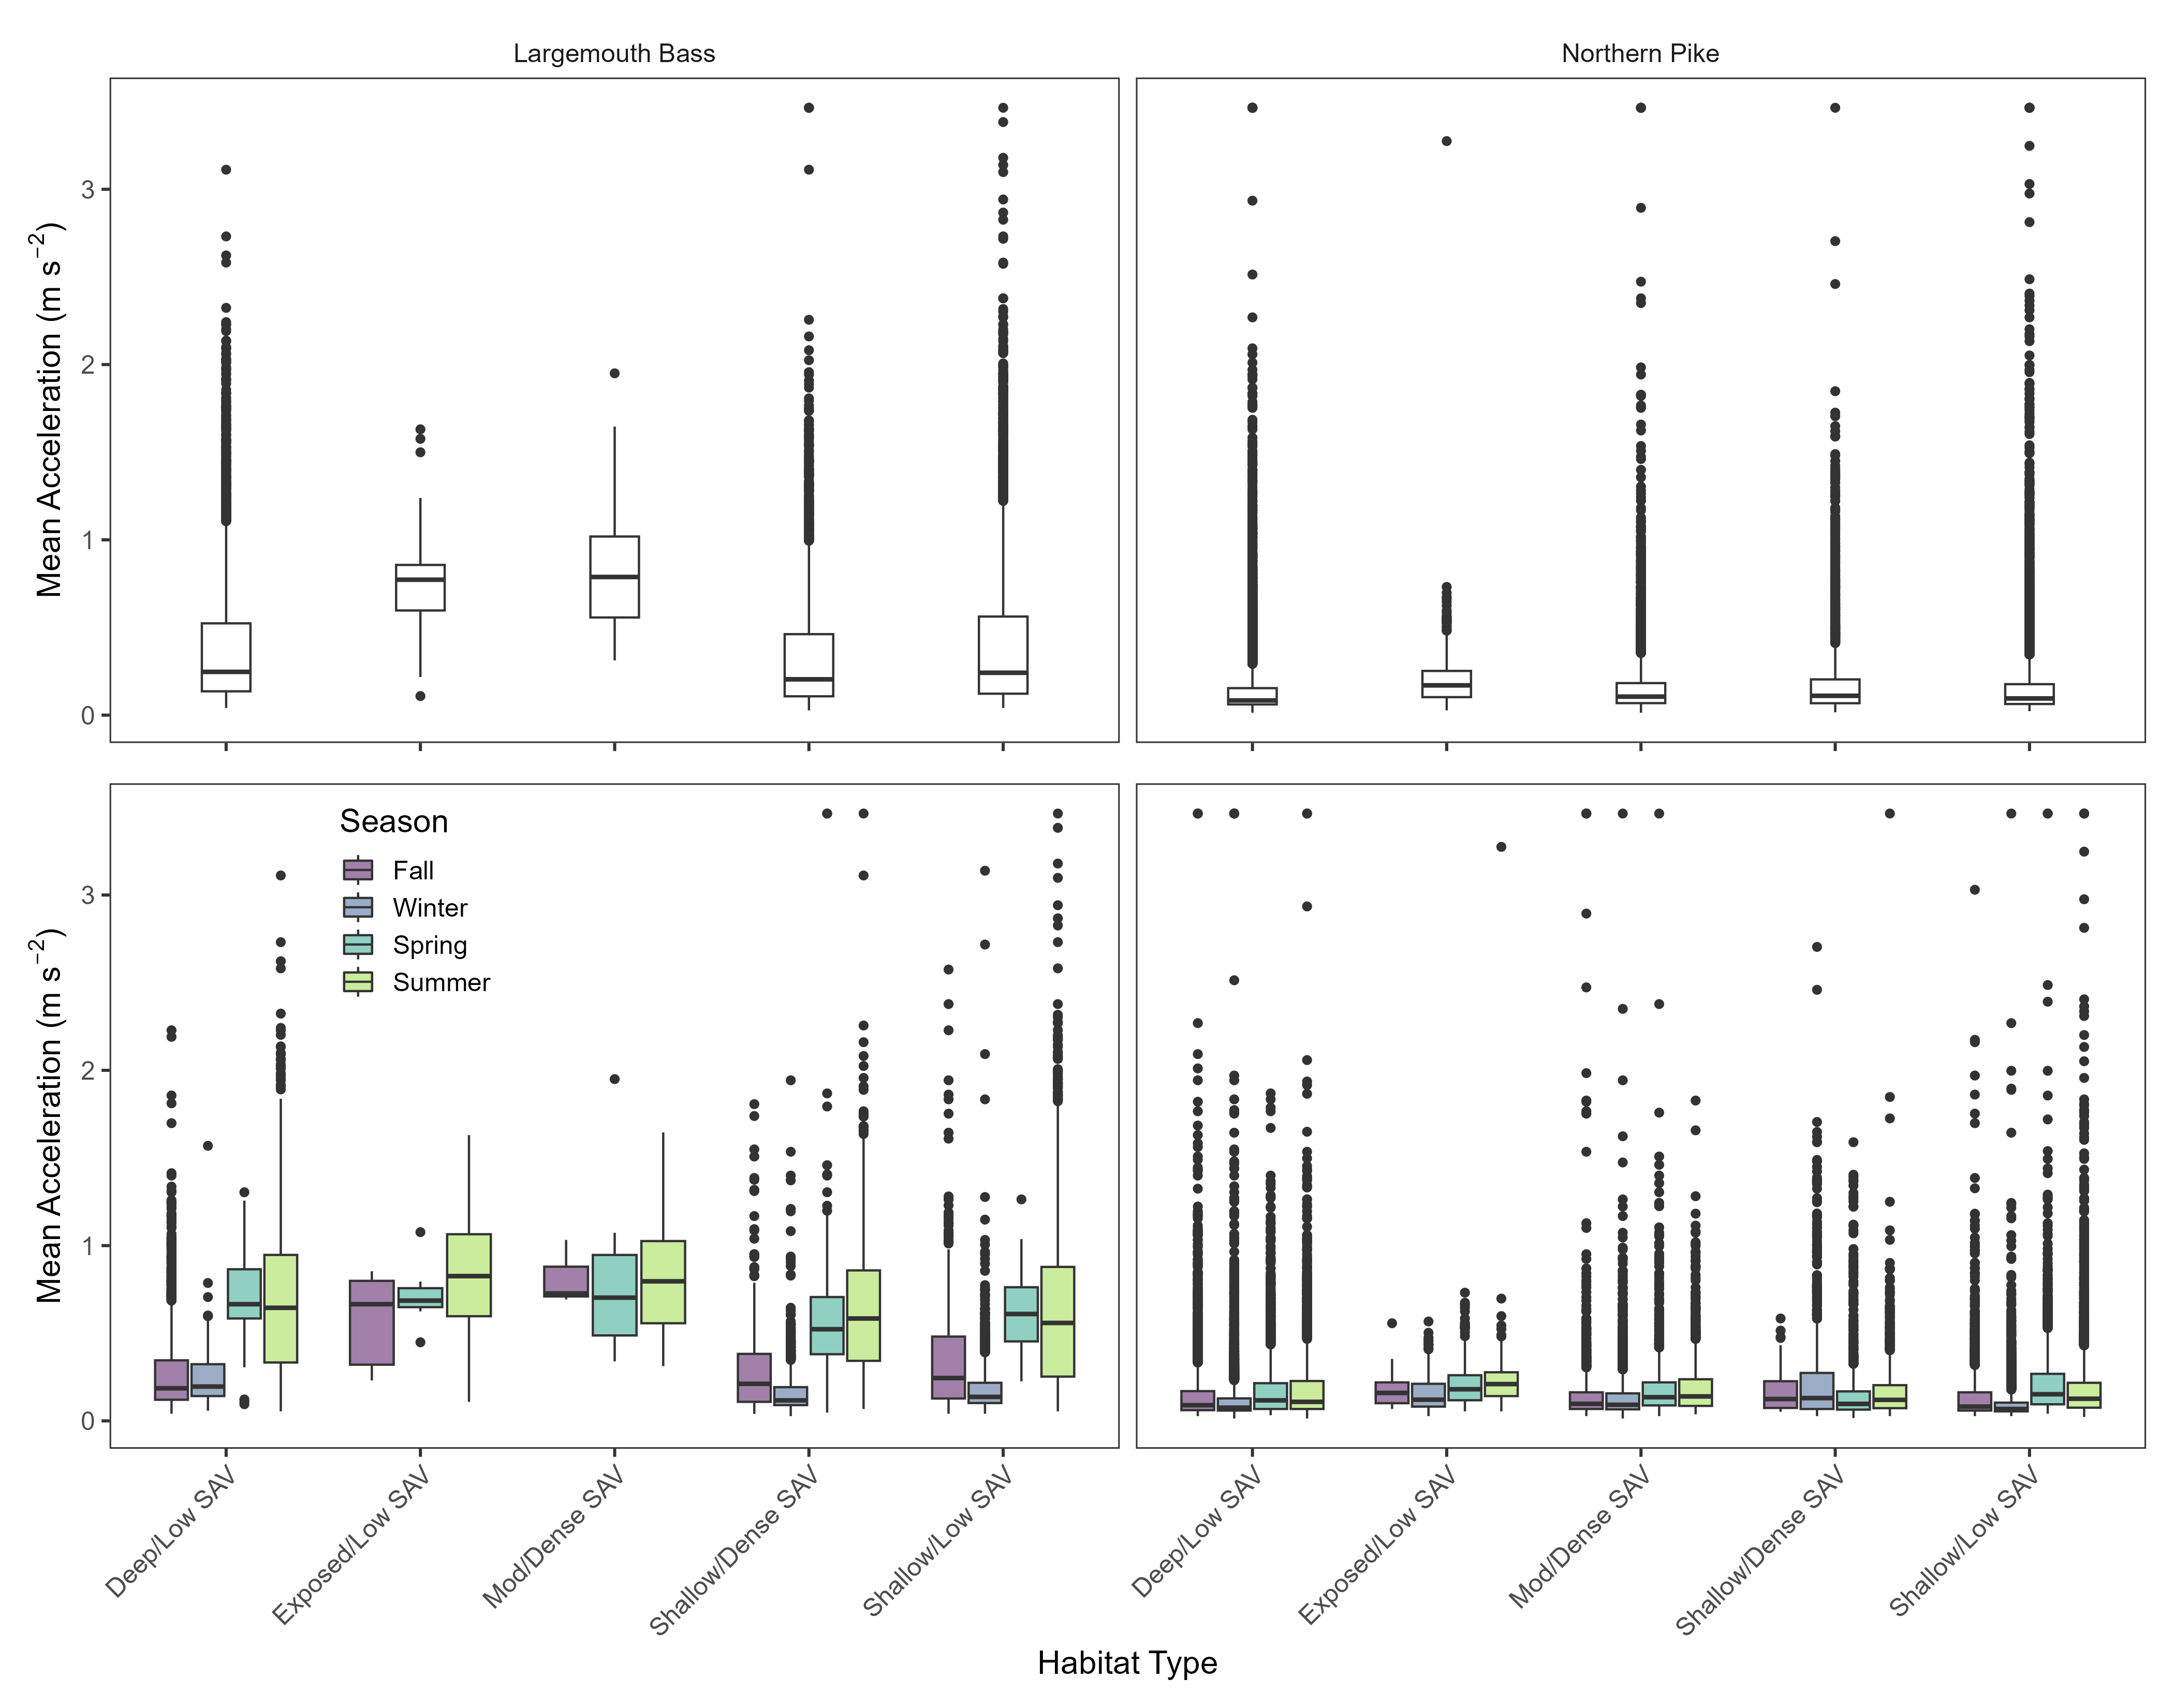 Largemouth Bass
Northern Pike
Mean Acceleration (m s⁻²)
3
2
1
0
Mean Acceleration (m s⁻²)
3
2
1
0
Season
Fall
Winter
Spring
Summer
Deep/Low SAV
Exposed/Low SAV
Mod/Dense SAV
Shallow/Dense SAV
Shallow/Low SAV
Deep/Low SAV
Exposed/Low SAV
Mod/Dense SAV
Shallow/Dense SAV
Shallow/Low SAV
Habitat Type